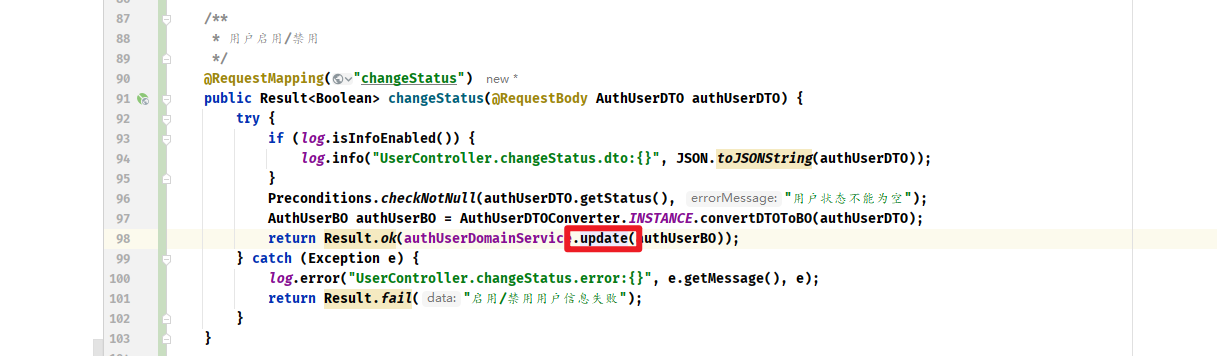 87 /**
88 * 用户启用/禁用
89 */
90 @RequestMapping("changeStatus") new *
91 public Result<Boolean> changeStatus(@RequestBody AuthUserDTO authUserDTO) {
92 try {
93 if (log.isInfoEnabled()) {
94 log.info("UserController.changeStatus.dto:{}", JSON.toJSONString(authUserDTO));
95 }
96 Preconditions.checkNotNull(authUserDTO.getStatus(), errorMessage: "用户状态不能为空");
97 AuthUserBO authUserBO = AuthUserDTOConverter.INSTANCE.convertDTOToBO(authUserDTO);
98 return Result.ok(authUserDomainService.update(authUserBO));
99 } catch (Exception e) {
100 log.error("UserController.changeStatus.error:{}", e.getMessage(), e);
101 return Result.fail( data: "启用/禁用用户信息失败");
102 }
103 }